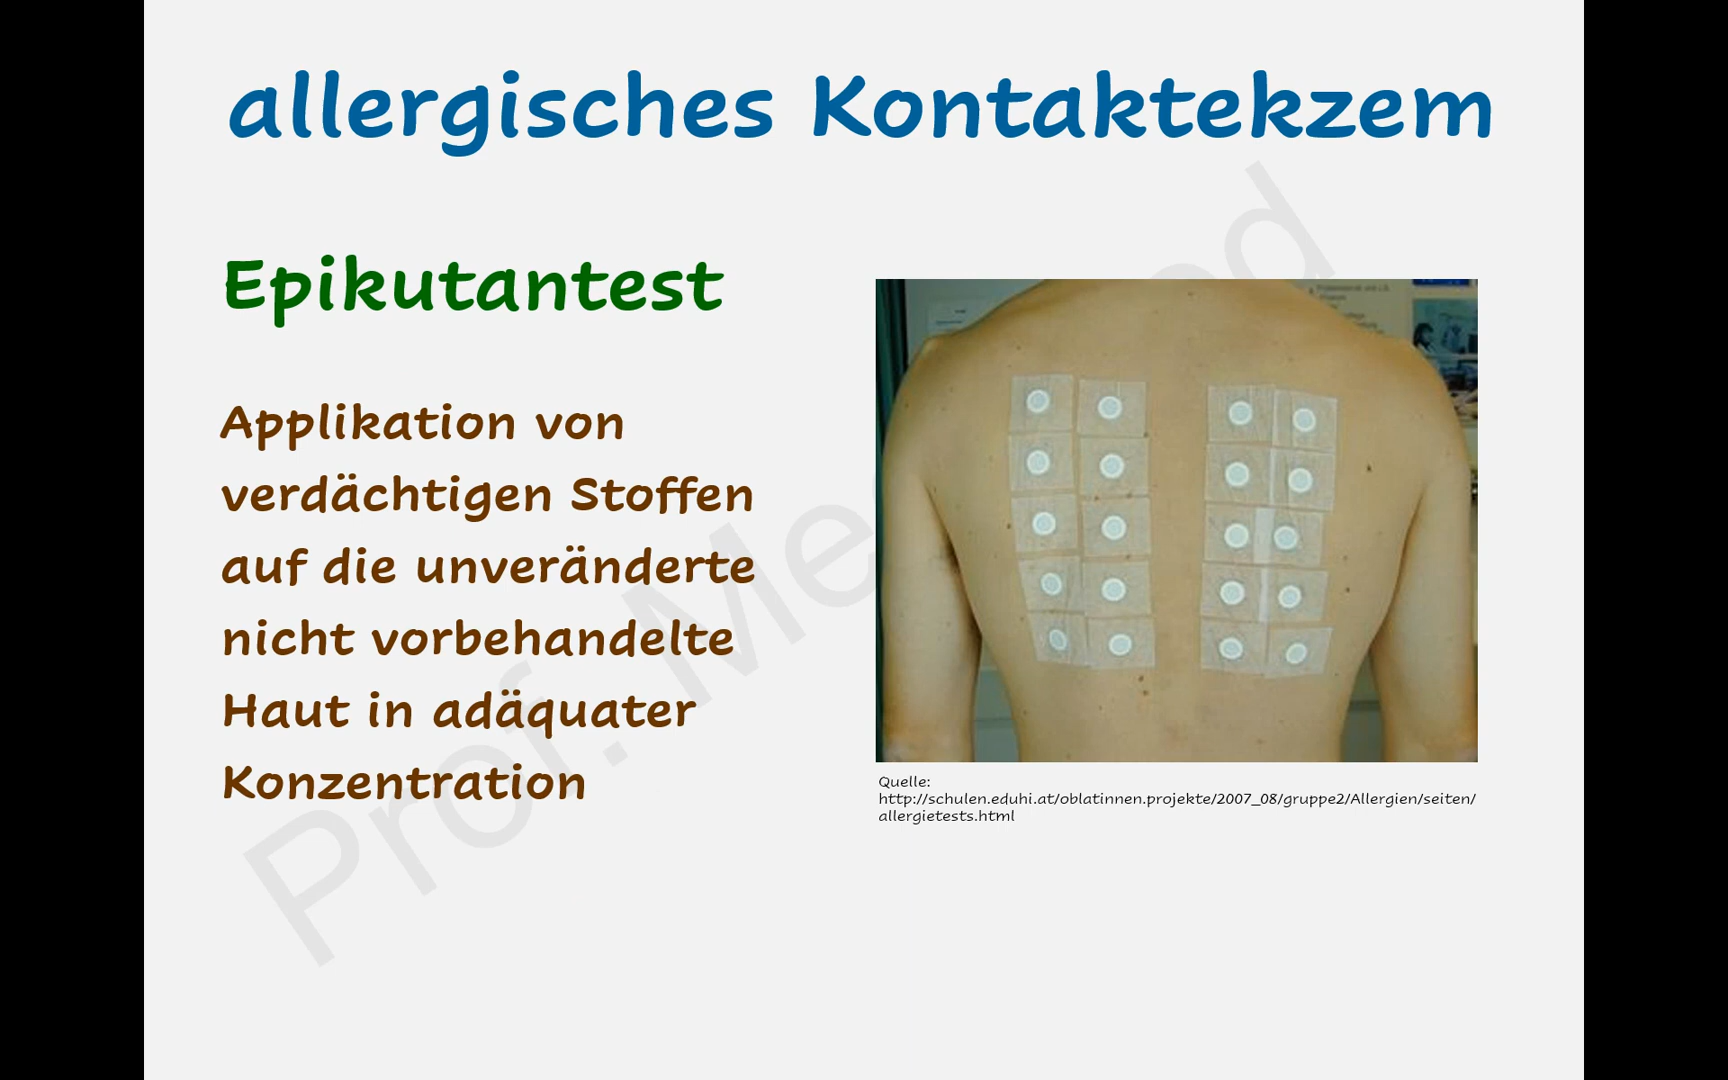 allergisches Kontaktekzem
Epikutantest
Applikation von
verdächtigen Stoffen
auf die unveränderte
nicht vorbehandelte
Haut in adäquater
Konzentration
Quelle:
http://schulen.eduhi.at/oblatinnen.projekte/2007_08/gruppe2/Allergien/seiten/
allergietests.html
Prof.